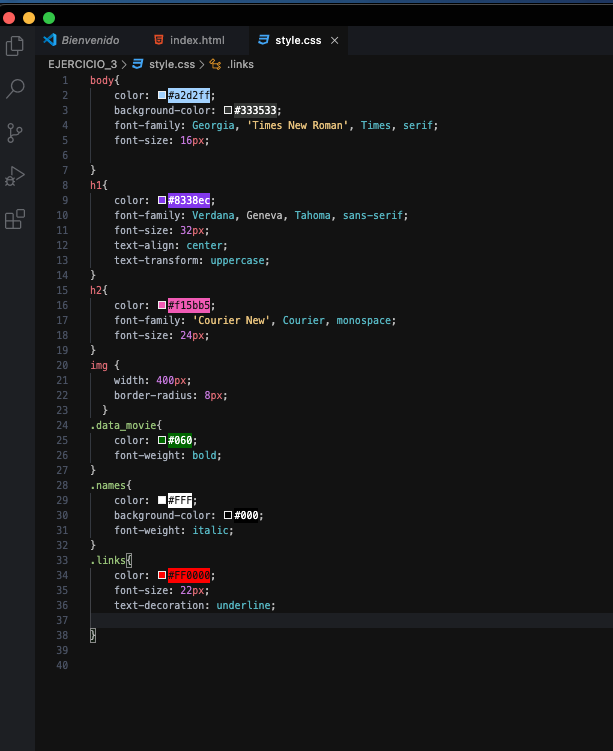 Bienvenido index.html style.css
EJERCICIO_3 > style.css > .links
1 body{
2 color: #a2d2ff;
3 background-color: #333533;
4 font-family: Georgia, 'Times New Roman', Times, serif;
5 font-size: 16px;
6
7 }
8 h1{
9 color: #8338ec;
10 font-family: Verdana, Geneva, Tahoma, sans-serif;
11 font-size: 32px;
12 text-align: center;
13 text-transform: uppercase;
14 }
15 h2{
16 color: #f15bb5;
17 font-family: 'Courier New', Courier, monospace;
18 font-size: 24px;
19 }
20 img {
21 width: 400px;
22 border-radius: 8px;
23 }
24 .data_movie{
25 color: #060;
26 font-weight: bold;
27 }
28 .names{
29 color: #FFF;
30 background-color: #000;
31 font-weight: italic;
32 }
33 .links{
34 color: #FF0000;
35 font-size: 22px;
36 text-decoration: underline;
37
38 }
39
40